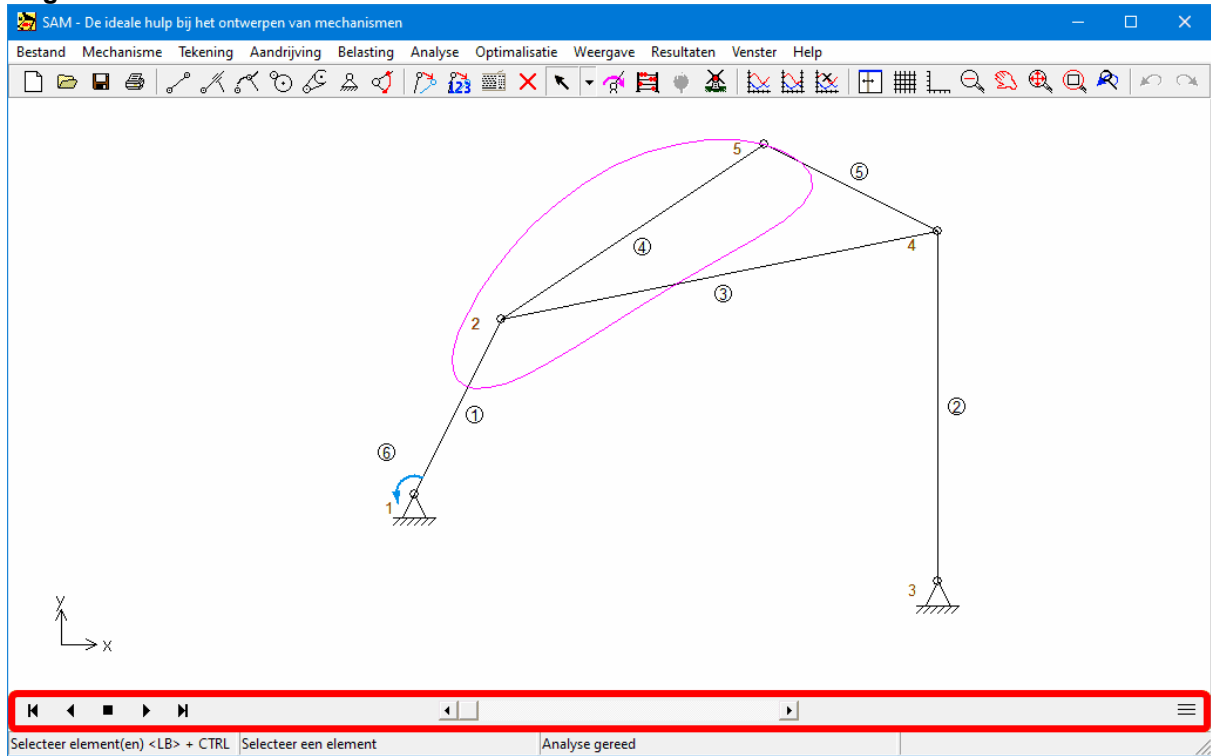 SAM - De ideale hulp bij het ontwerpen van mechanismen
Bestand Mechanisme Tekening Aandrijving Belasting Analyse Optimalisatie Weergave Resultaten Venster Help
123
5
⑤
④
4
③
2
①
②
⑥
1
3
y
x
Selecteer element(en) <LB> + CTRL Selecteer een element Analyse gereed